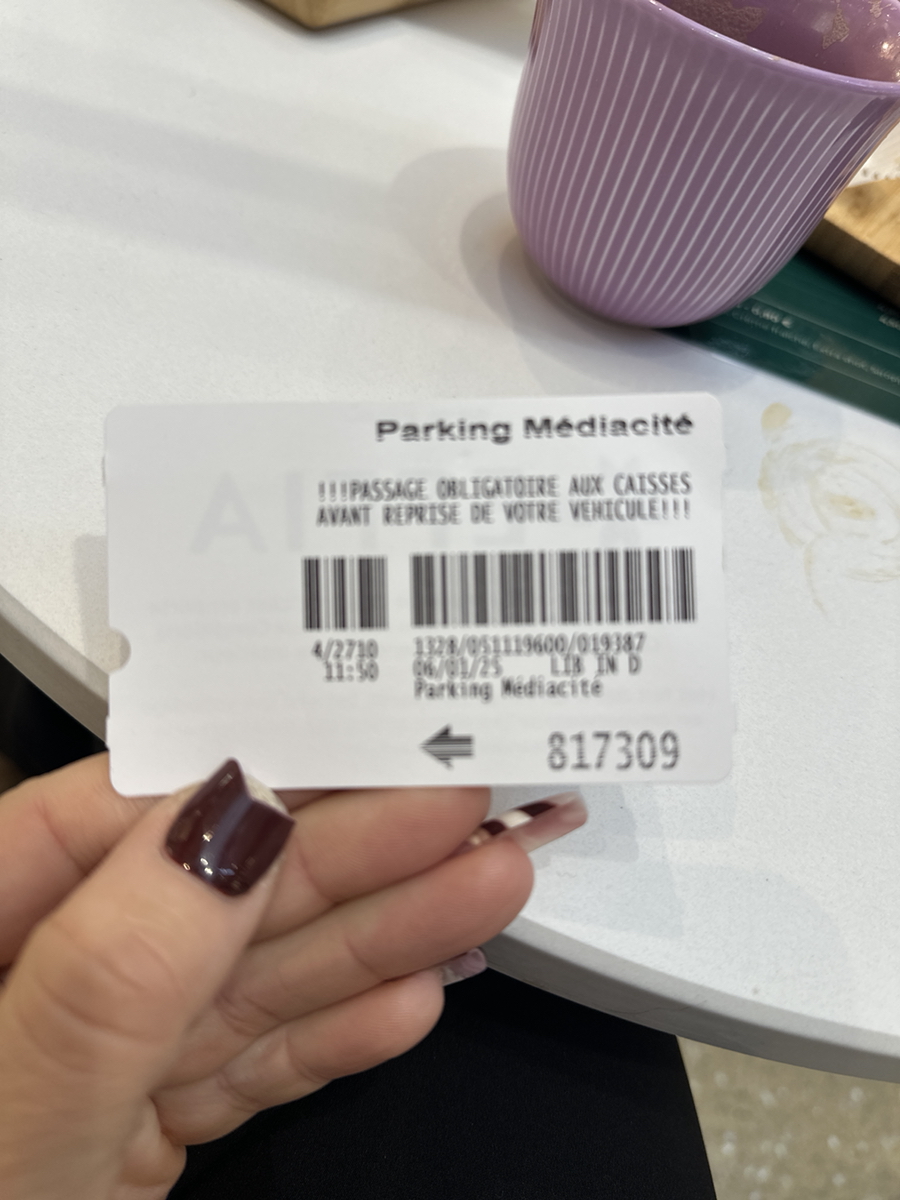 Parking Médiacité
!!!PASSAGE OBLIGATOIRE AUX CAISSES
AVANT REPRISE DE VOTRE VEHICULE!!!
4/2710 1328/051119600/019387
11:50 06/01/25 LIB IN D
Parking Médiacité
817309